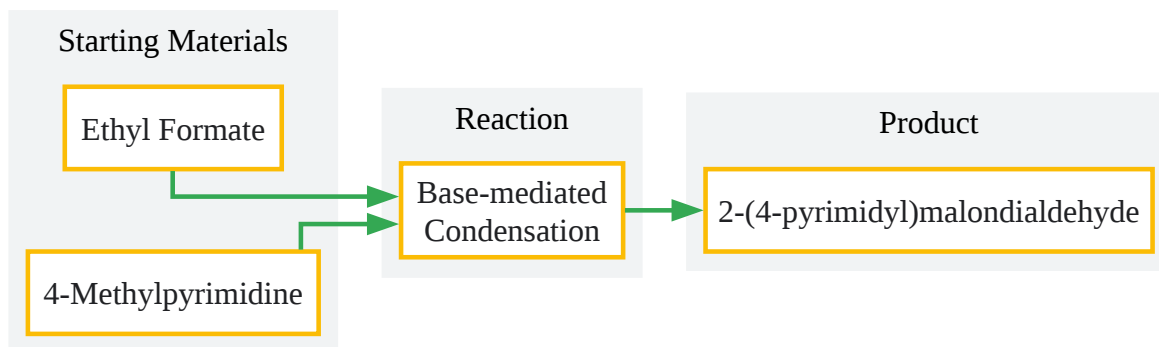 Starting Materials
Ethyl Formate
4-Methylpyrimidine
Reaction
Base-mediated
Condensation
Product
2-(4-pyrimidyl)malondialdehyde